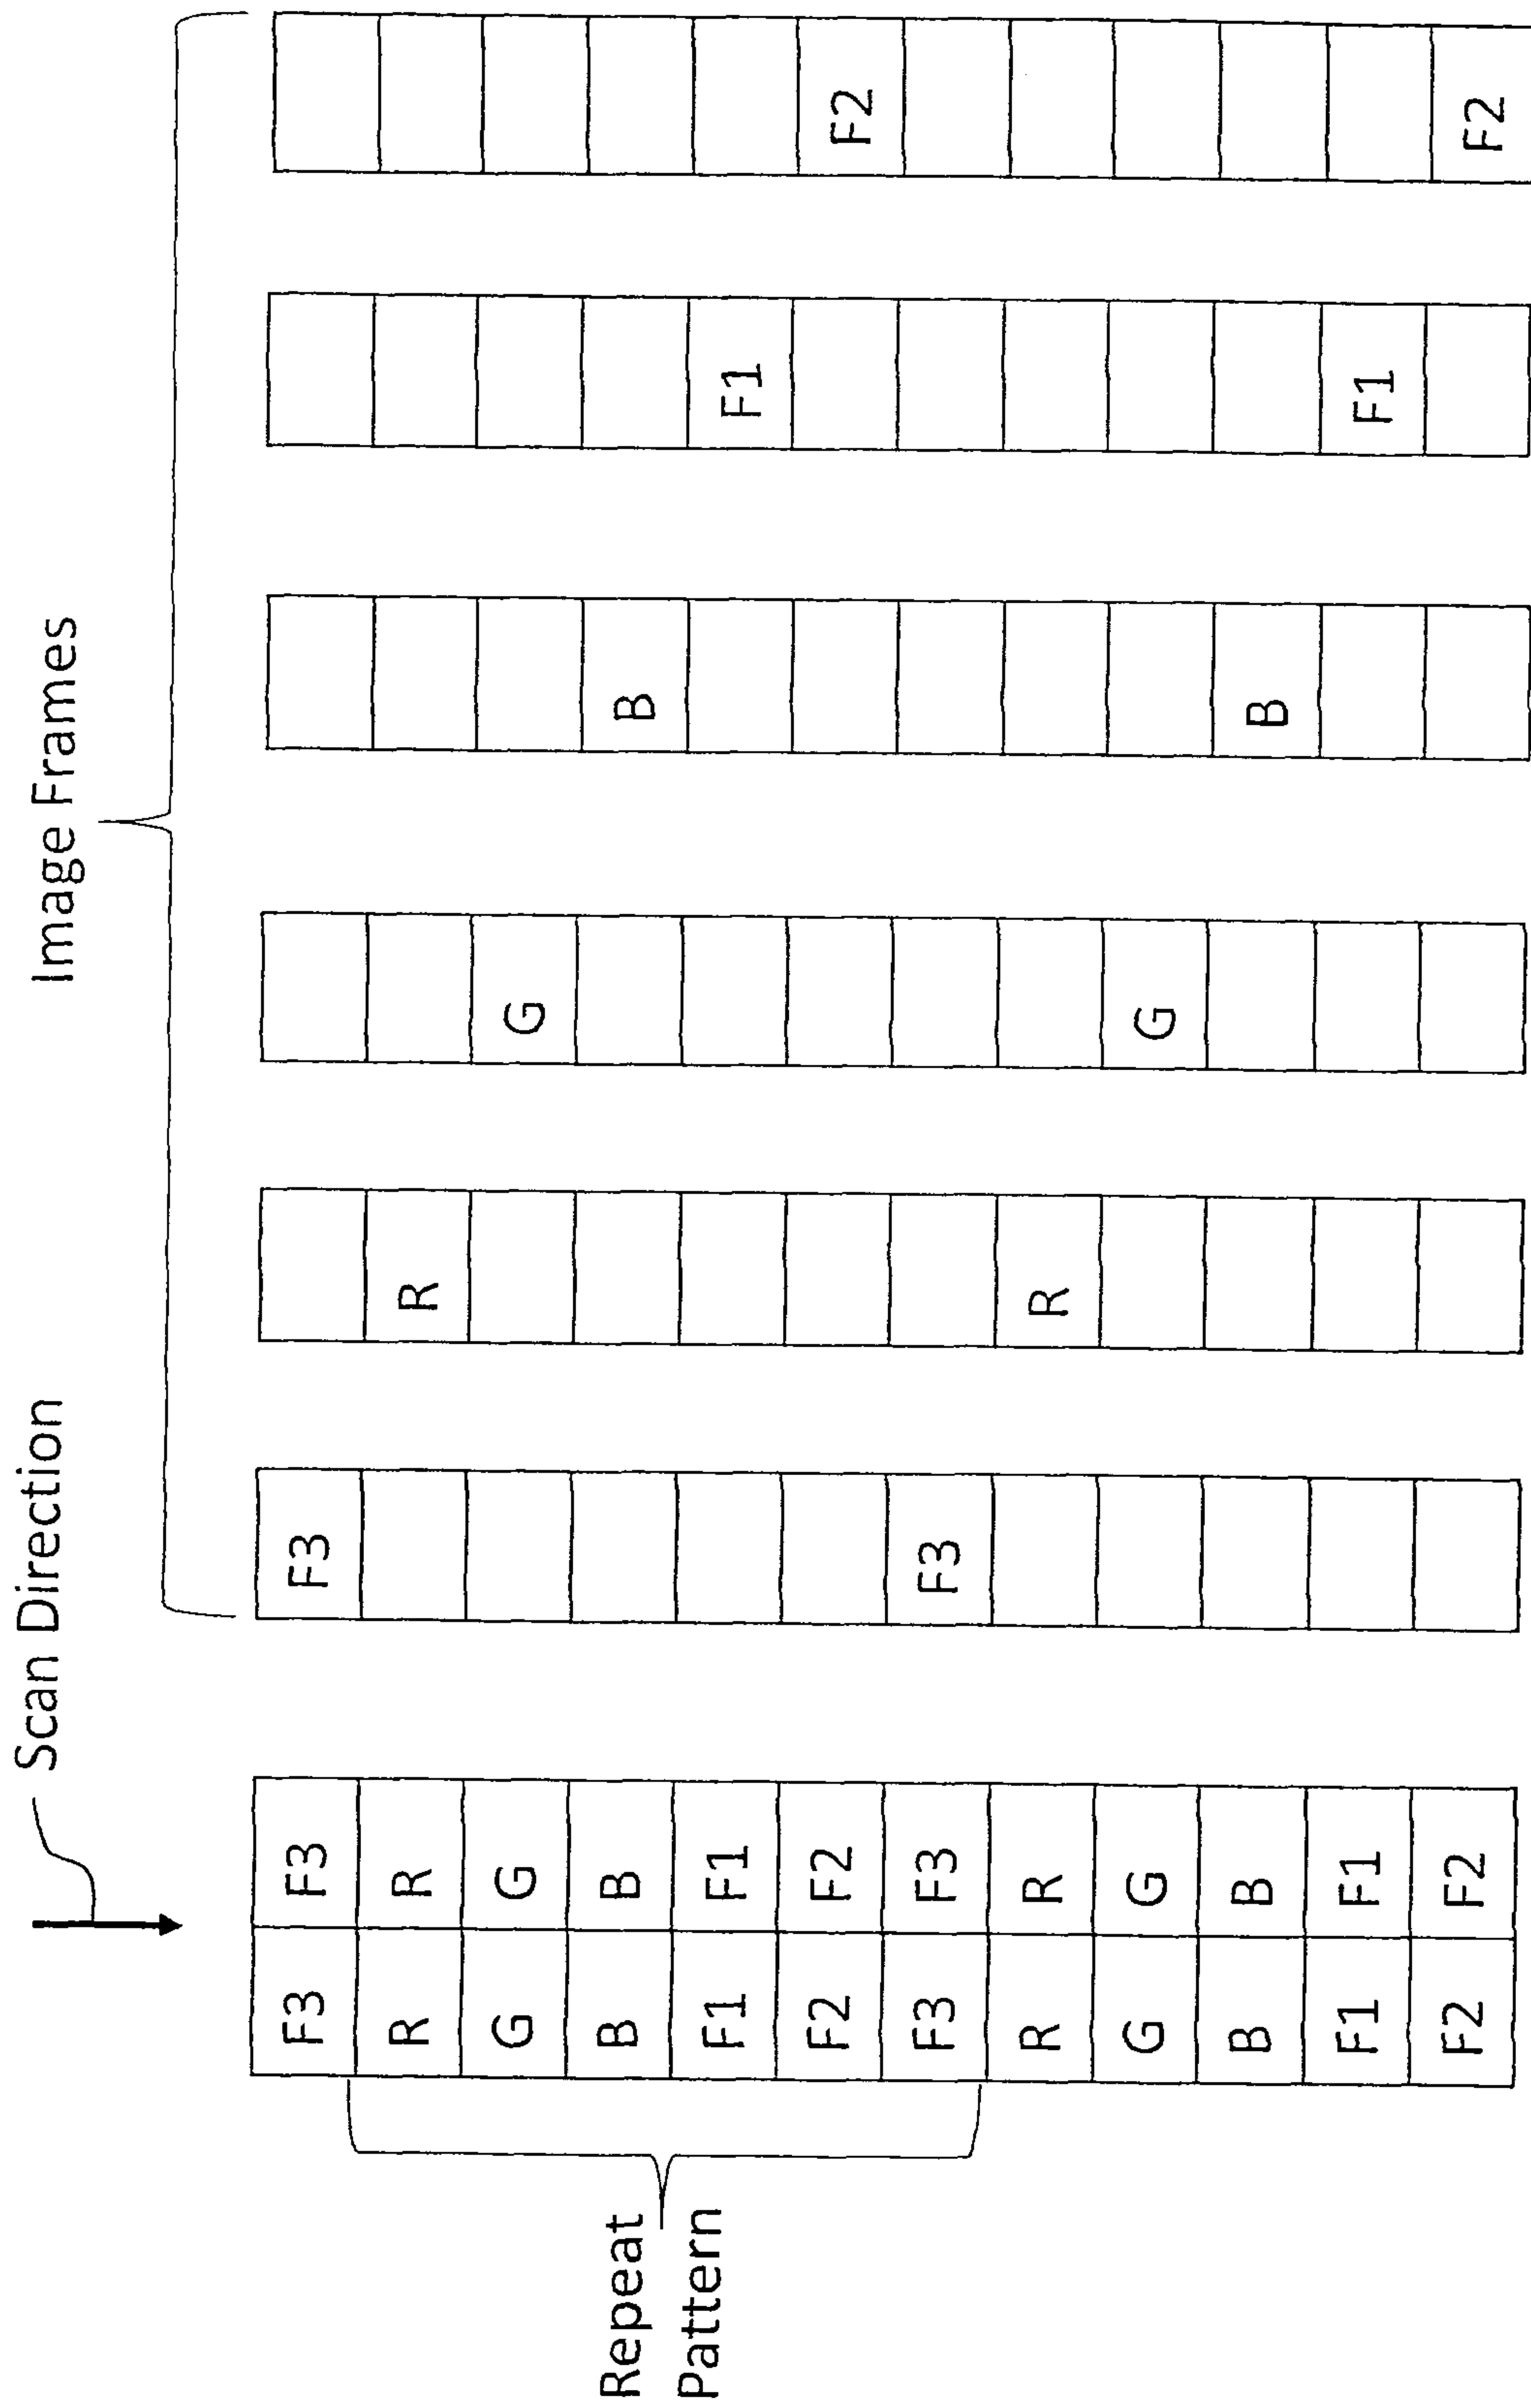 Scan Direction
Image Frames
Repeat
Pattern
F3 F3 F3
R R R
G G G
B B B
F1 F1 F1
F2 F2 F2
F3 F3 F3
R R R
G G G
B B B
F1 F1 F1
F2 F2 F2